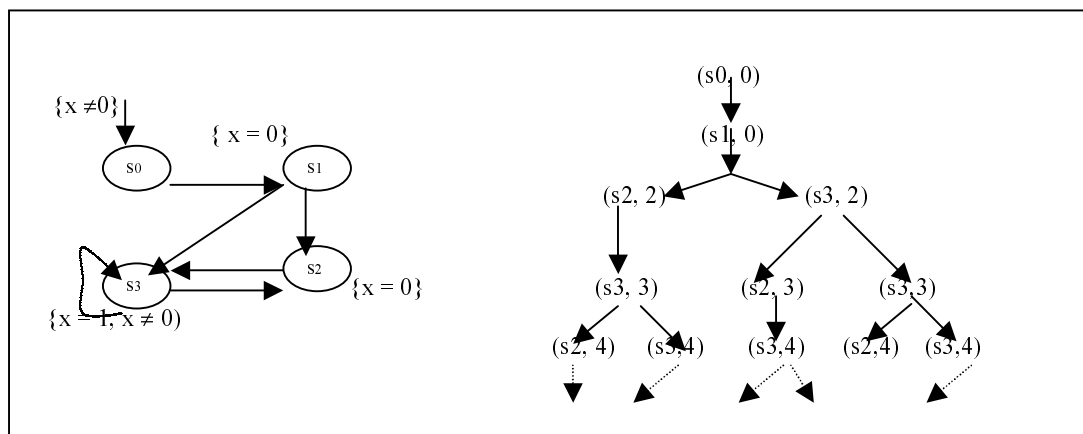 {x ≠0}
{ x = 0}
s0
s1
s3
s2
{x = 0}
{x = 1, x ≠ 0)
(s0, 0)
(s1, 0)
(s2, 2)
(s3, 2)
(s3, 3)
(s2, 3)
(s3,3)
(s2, 4)
(s3,4)
(s3,4)
(s2,4)
(s3,4)